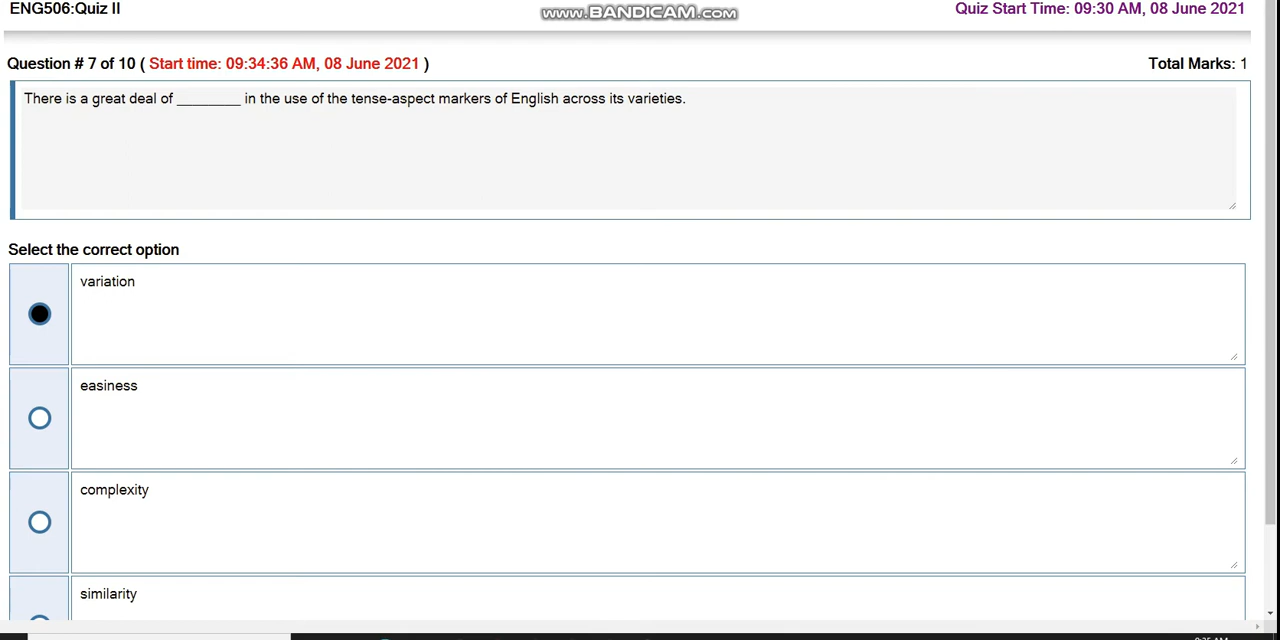 ENG506:Quiz II
www.BANDICAM.com
Quiz Start Time: 09:30 AM, 08 June 2021
Question # 7 of 10 ( Start time: 09:34:36 AM, 08 June 2021 )
Total Marks: 1
There is a great deal of ________ in the use of the tense-aspect markers of English across its varieties.
Select the correct option
variation
easiness
complexity
similarity